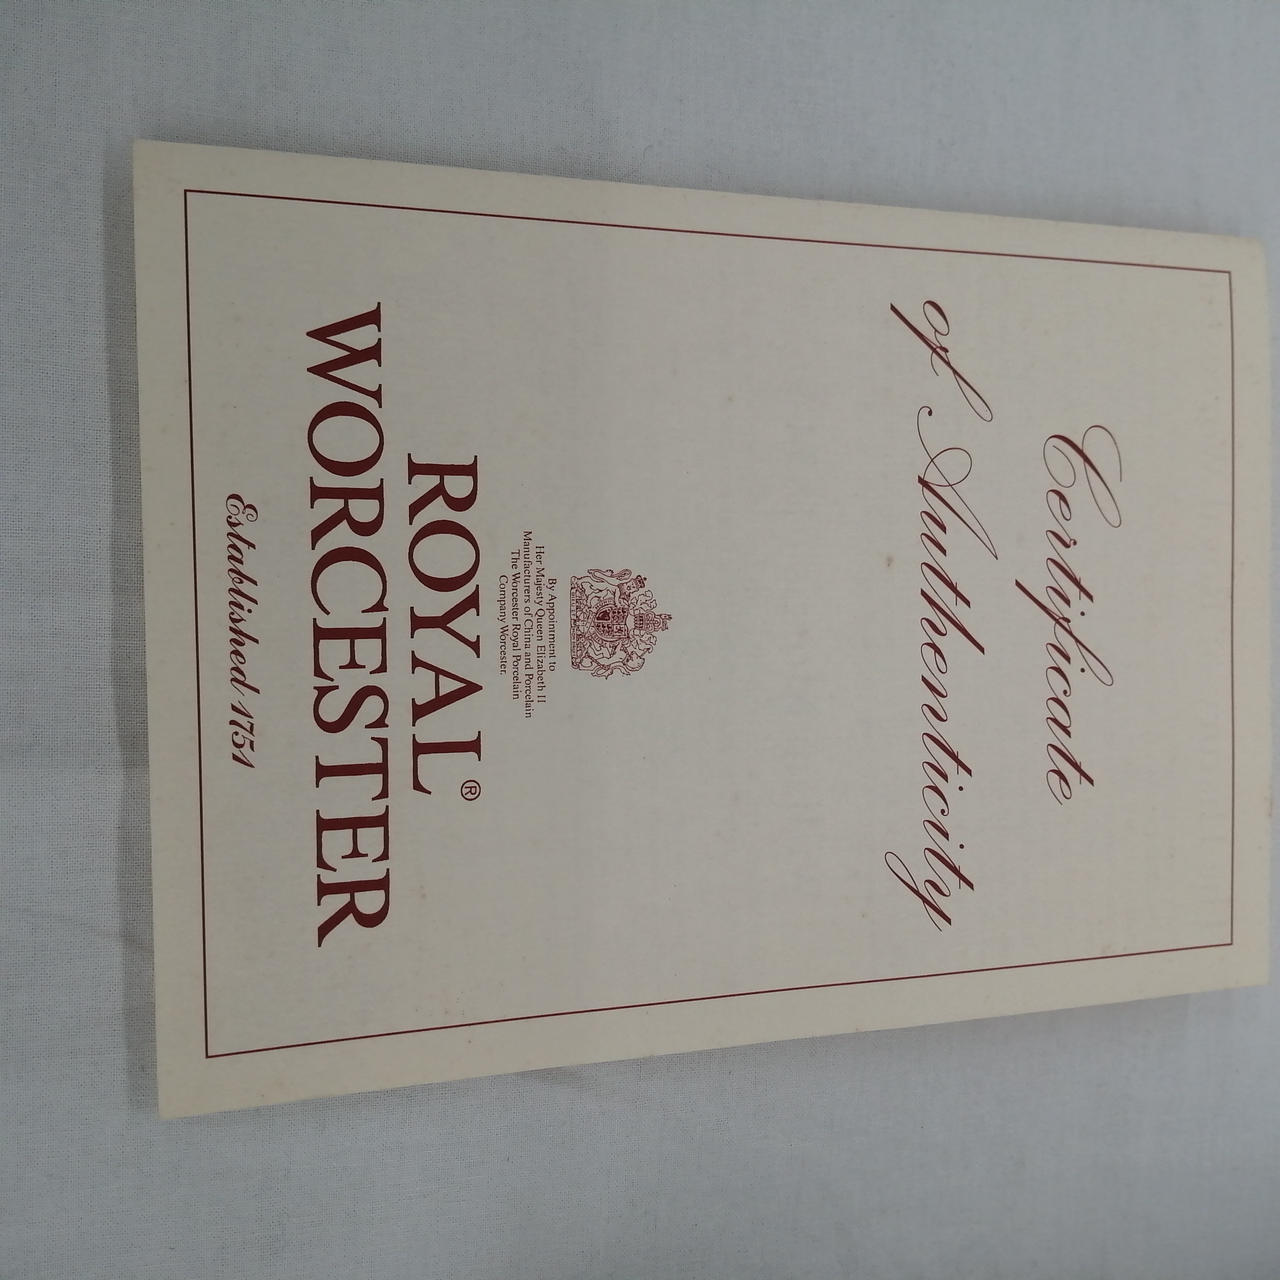 Certificate
of Authenticity
By Appointment to
Her Majesty Queen Elizabeth II
Manufacturers of China and Porcelain
The Worcester Royal Porcelain
Company Worcester.
ROYAL®
WORCESTER
Established 1751